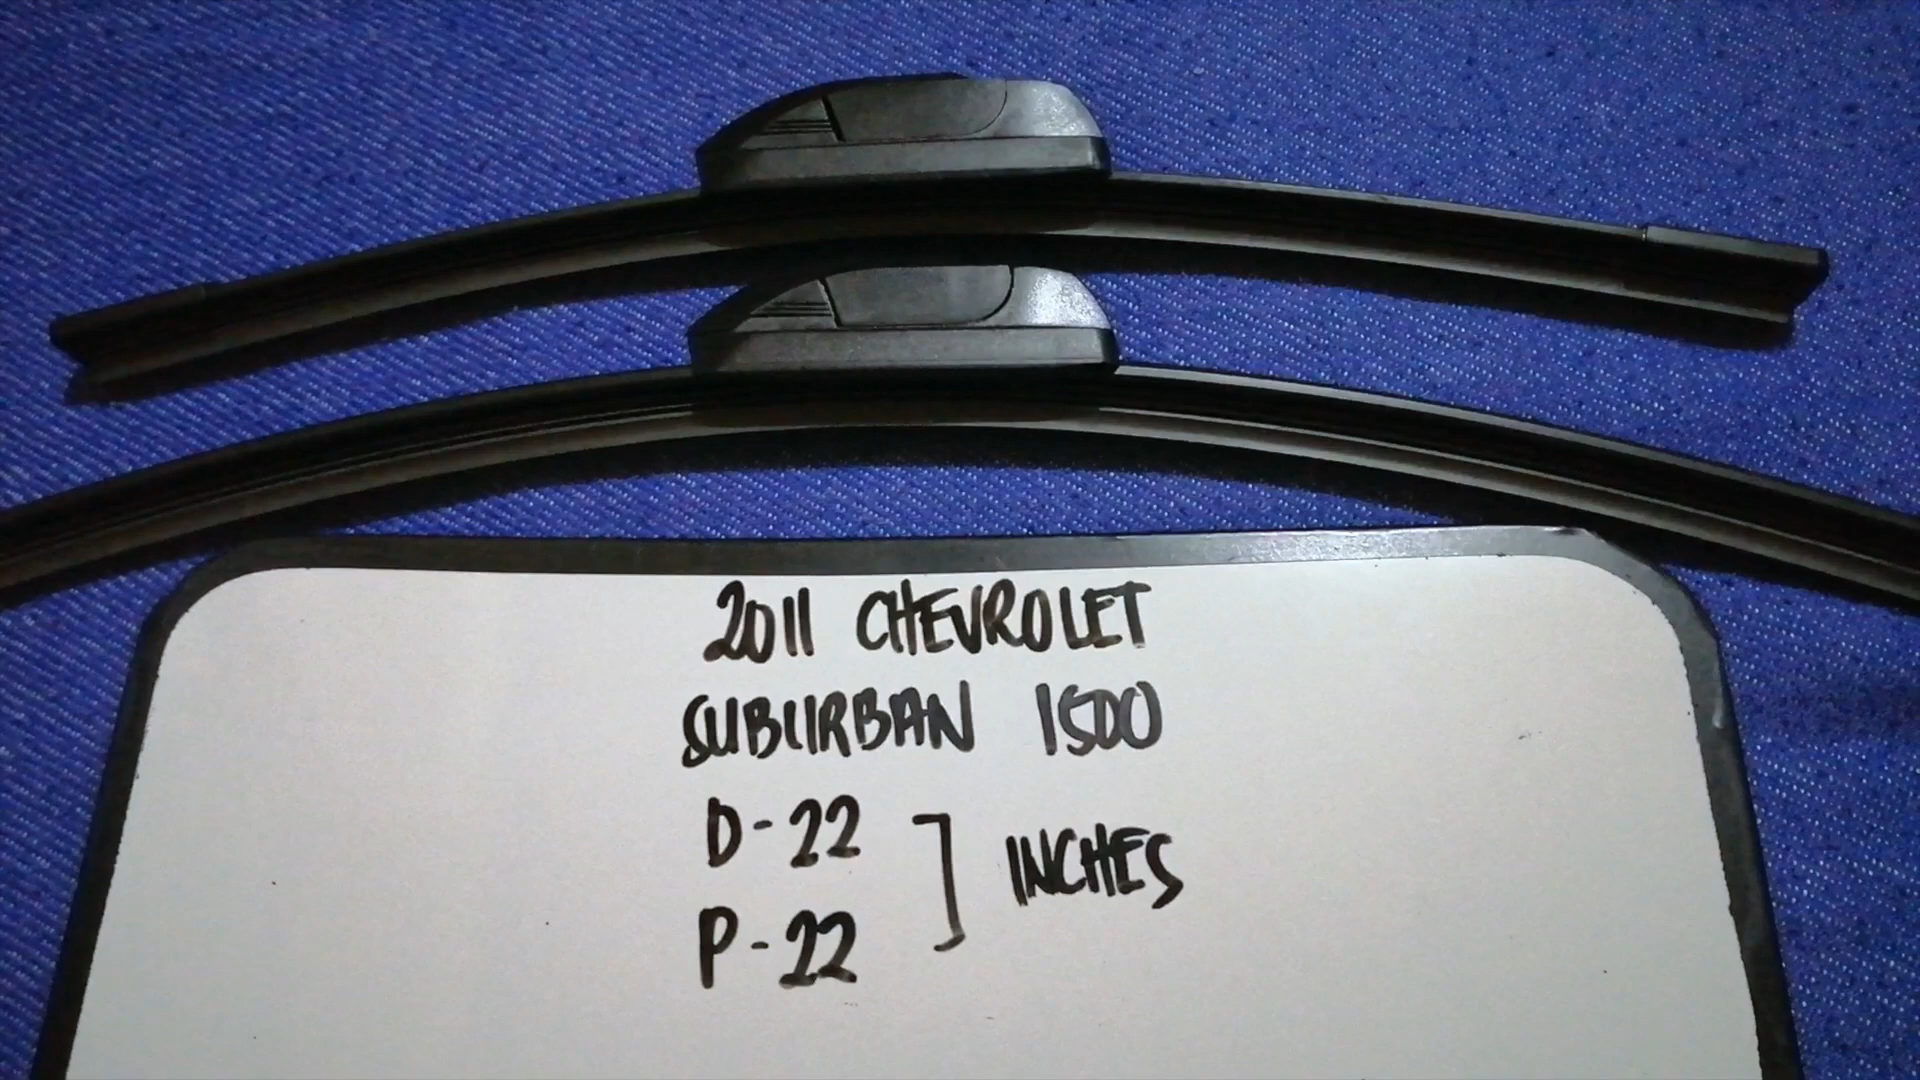 2011 CHEVROLET
SUBURBAN 1500
D-22
P-22
] INCHES